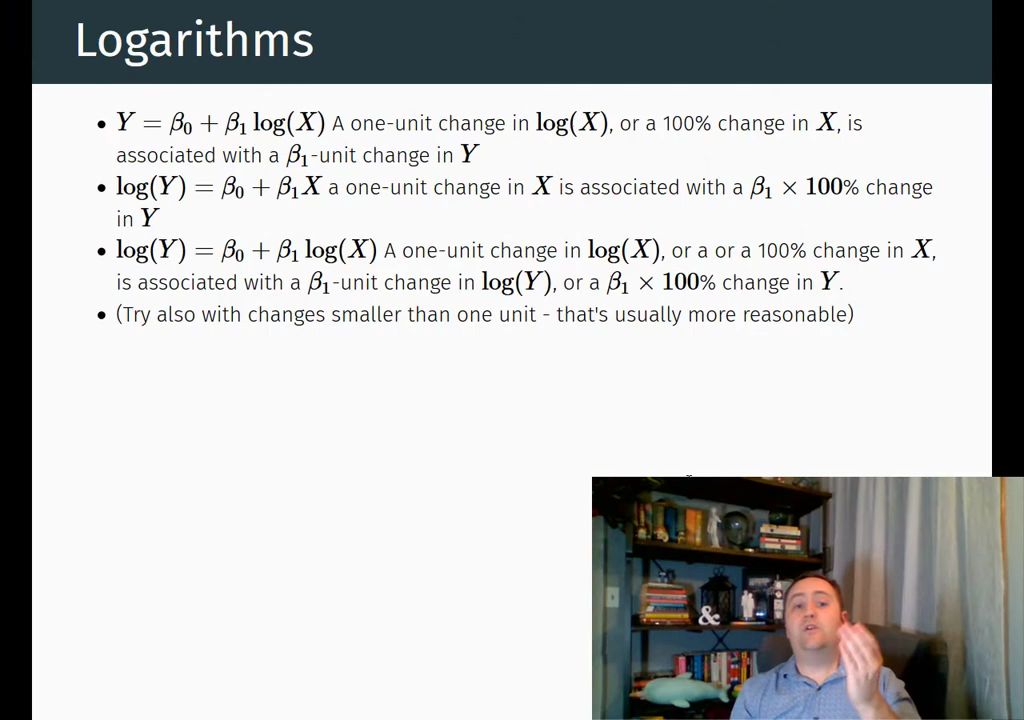 Logarithms
• Y = β₀ + β₁ log(X) A one-unit change in log(X), or a 100% change in X, is
associated with a β₁-unit change in Y
• log(Y) = β₀ + β₁X a one-unit change in X is associated with a β₁ × 100% change
in Y
• log(Y) = β₀ + β₁ log(X) A one-unit change in log(X), or a or a 100% change in X,
is associated with a β₁-unit change in log(Y), or a β₁ × 100% change in Y.
• (Try also with changes smaller than one unit - that's usually more reasonable)
&